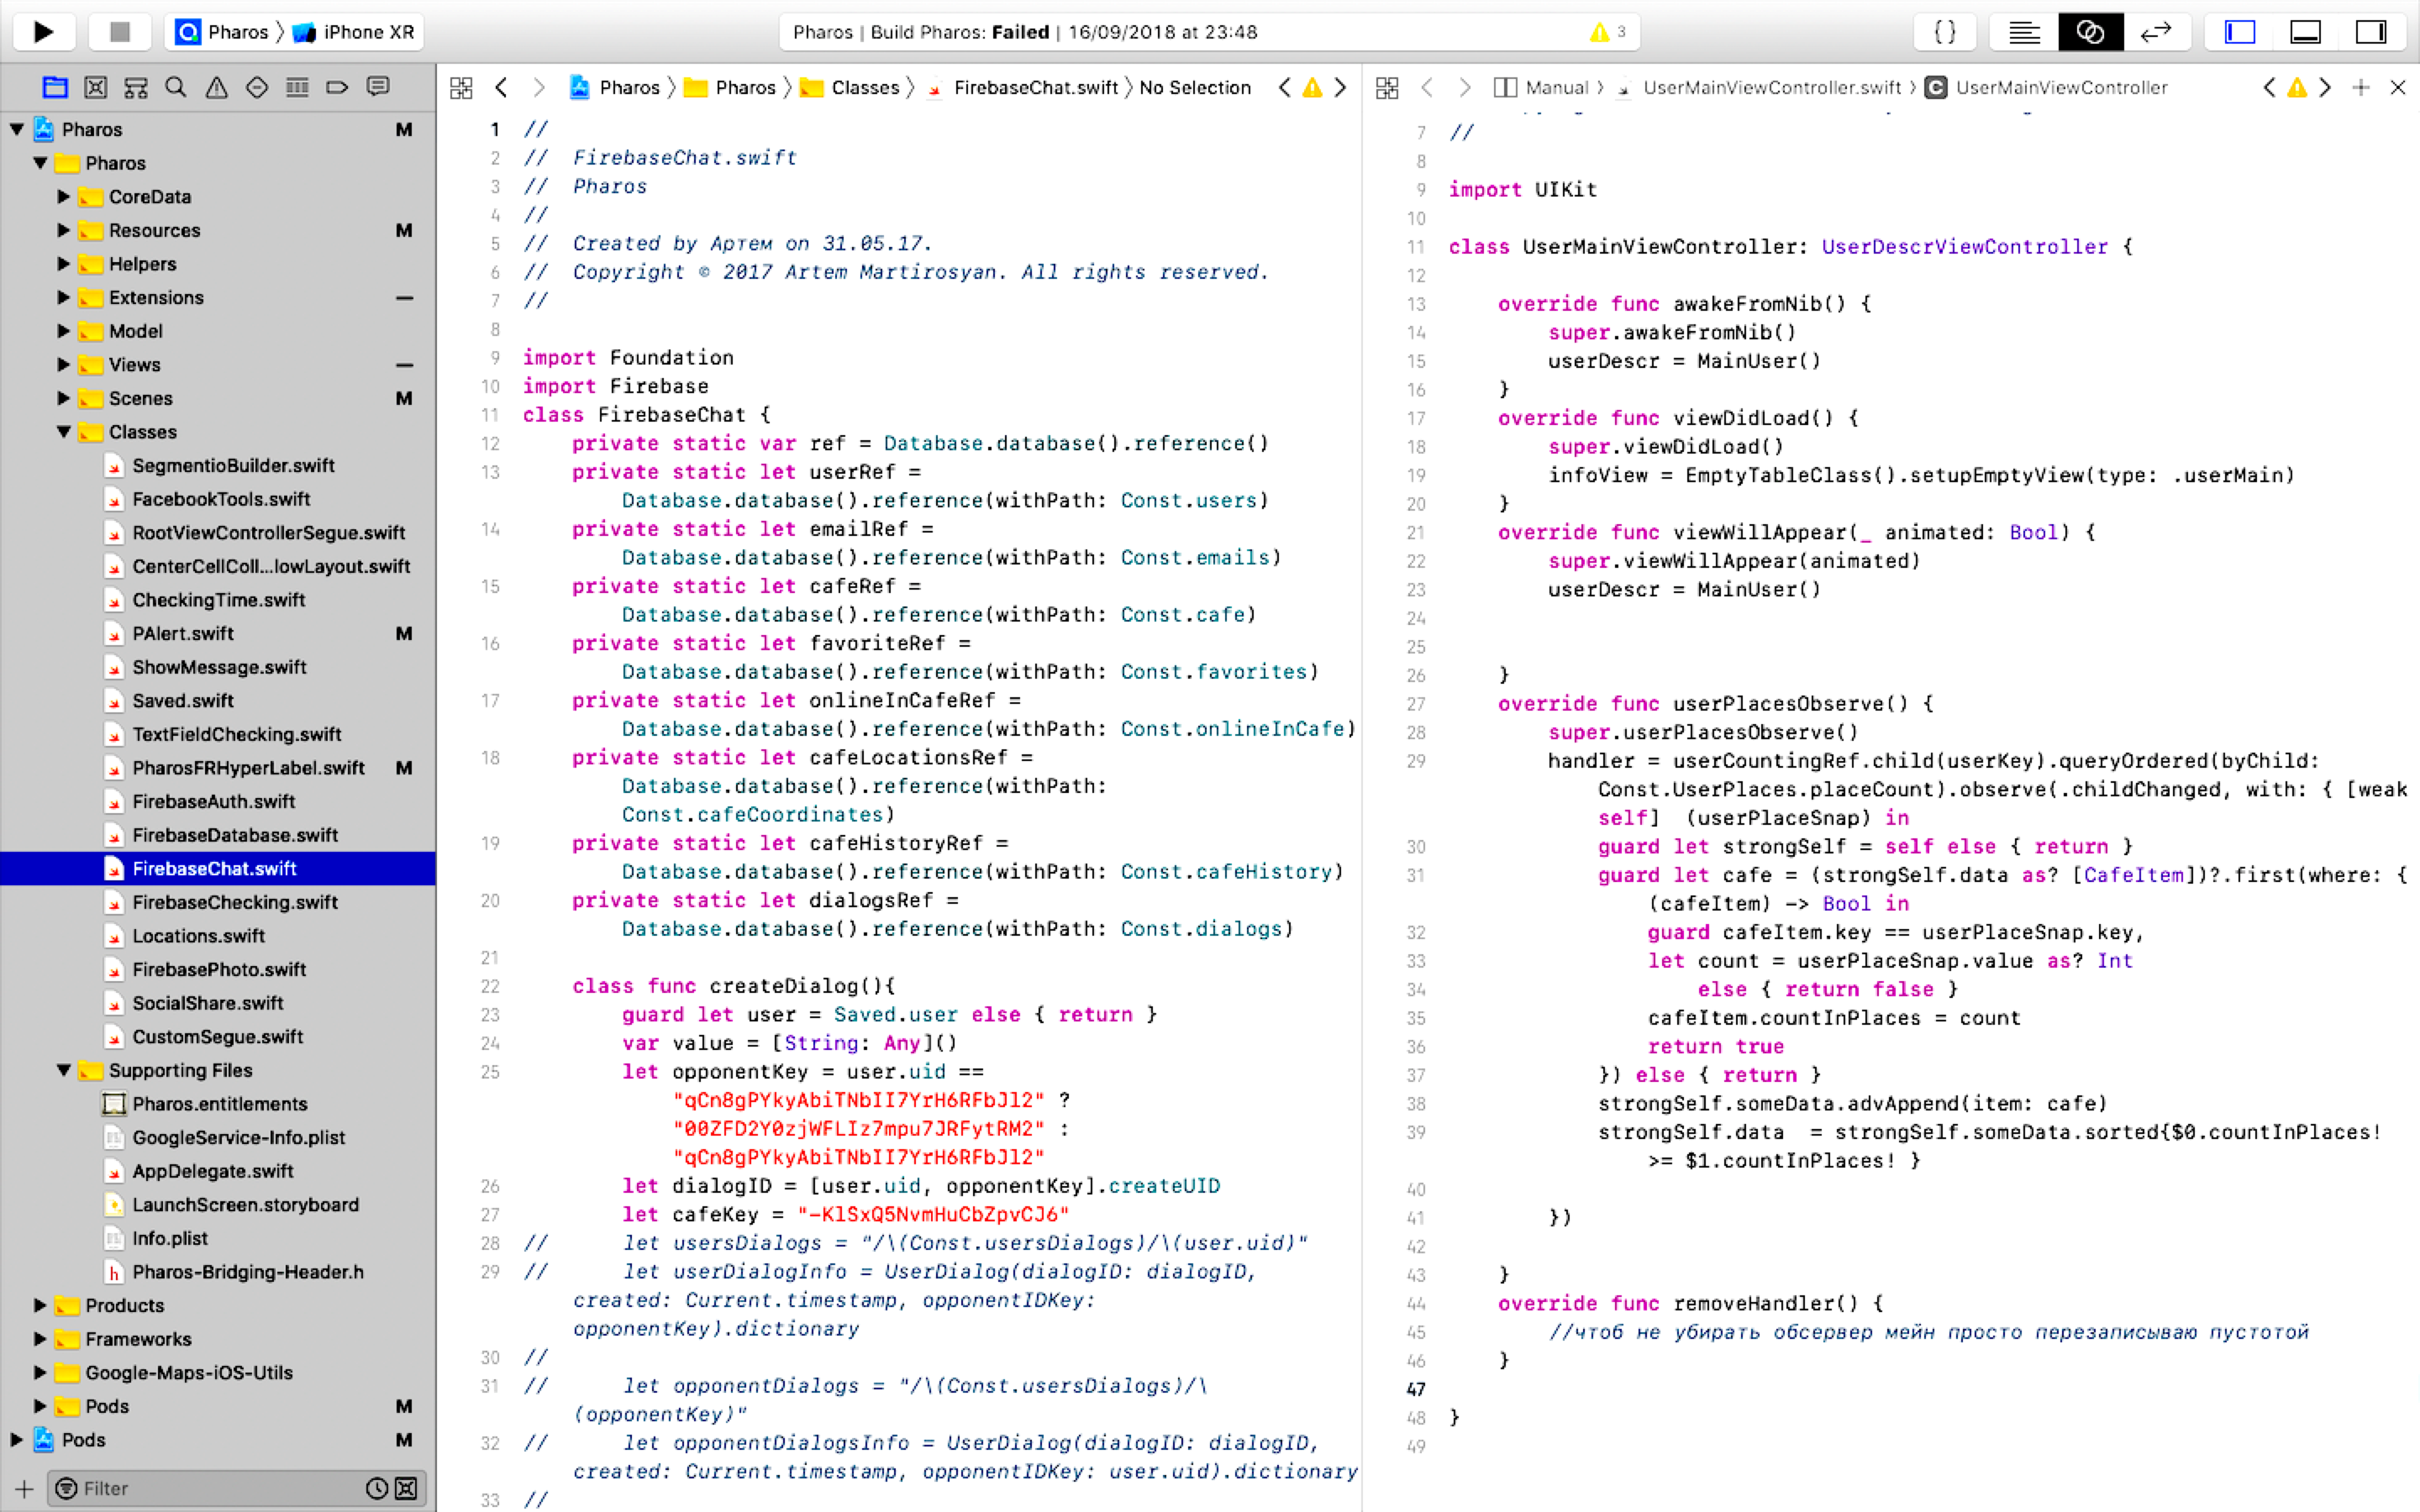 Pharos 〉 iPhone XR
Pharos | Build Pharos: Failed | 16/09/2018 at 23:48
3
{}
Pharos M
Pharos
CoreData
Resources M
Helpers
Extensions —
Model
Views —
Scenes M
Classes
SegmentioBuilder.swift
FacebookTools.swift
RootViewControllerSegue.swift
CenterCellColl...lowLayout.swift
CheckingTime.swift
PAlert.swift M
ShowMessage.swift
Saved.swift
TextFieldChecking.swift
PharosFRHyperLabel.swift M
FirebaseAuth.swift
FirebaseDatabase.swift
FirebaseChat.swift
FirebaseChecking.swift
Locations.swift
FirebasePhoto.swift
SocialShare.swift
CustomSegue.swift
Supporting Files
Pharos.entitlements
GoogleService-Info.plist
AppDelegate.swift
LaunchScreen.storyboard
Info.plist
h Pharos-Bridging-Header.h
Products
Frameworks
Google-Maps-iOS-Utils
Pods M
Pods M
+ Filter
Pharos 〉 Pharos 〉 Classes 〉 FirebaseChat.swift 〉 No Selection
1 //
2 //  FirebaseChat.swift
3 //  Pharos
4 //
5 //  Created by Артем on 31.05.17.
6 //  Copyright © 2017 Artem Martirosyan. All rights reserved.
7 //
8
9 import Foundation
10 import Firebase
11 class FirebaseChat {
12     private static var ref = Database.database().reference()
13     private static let userRef =
        Database.database().reference(withPath: Const.users)
14     private static let emailRef =
        Database.database().reference(withPath: Const.emails)
15     private static let cafeRef =
        Database.database().reference(withPath: Const.cafe)
16     private static let favoriteRef =
        Database.database().reference(withPath: Const.favorites)
17     private static let onlineInCafeRef =
        Database.database().reference(withPath: Const.onlineInCafe)
18     private static let cafeLocationsRef =
        Database.database().reference(withPath:
        Const.cafeCoordinates)
19     private static let cafeHistoryRef =
        Database.database().reference(withPath: Const.cafeHistory)
20     private static let dialogsRef =
        Database.database().reference(withPath: Const.dialogs)
21
22     class func createDialog(){
23         guard let user = Saved.user else { return }
24         var value = [String: Any]()
25         let opponentKey = user.uid ==
            "qCn8gPYkyAbiTNbII7YrH6RFbJl2" ?
            "00ZFD2Y0zjWFLIz7mpu7JRFytRM2" :
            "qCn8gPYkyAbiTNbII7YrH6RFbJl2"
26         let dialogID = [user.uid, opponentKey].createUID
27         let cafeKey = "-KlSxQ5NvmHuCbZpvCJ6"
28 //      let usersDialogs = "/\(Const.usersDialogs)/\(user.uid)"
29 //      let userDialogInfo = UserDialog(dialogID: dialogID,
    created: Current.timestamp, opponentIDKey:
    opponentKey).dictionary
30 //
31 //      let opponentDialogs = "/\(Const.usersDialogs)/\
    (opponentKey)"
32 //      let opponentDialogsInfo = UserDialog(dialogID: dialogID,
    created: Current.timestamp, opponentIDKey: user.uid).dictionary
33 //
Manual 〉 UserMainViewController.swift 〉 C UserMainViewController
7 //
8
9 import UIKit
10
11 class UserMainViewController: UserDescrViewController {
12
13     override func awakeFromNib() {
14         super.awakeFromNib()
15         userDescr = MainUser()
16     }
17     override func viewDidLoad() {
18         super.viewDidLoad()
19         infoView = EmptyTableClass().setupEmptyView(type: .userMain)
20     }
21     override func viewWillAppear(_ animated: Bool) {
22         super.viewWillAppear(animated)
23         userDescr = MainUser()
24
25
26     }
27     override func userPlacesObserve() {
28         super.userPlacesObserve()
29         handler = userCountingRef.child(userKey).queryOrdered(byChild:
            Const.UserPlaces.placeCount).observe(.childChanged, with: { [weak
            self]  (userPlaceSnap) in
30             guard let strongSelf = self else { return }
31             guard let cafe = (strongSelf.data as? [CafeItem])?.first(where: {
                (cafeItem) -> Bool in
32                 guard cafeItem.key == userPlaceSnap.key,
33                 let count = userPlaceSnap.value as? Int
34                     else { return false }
35                 cafeItem.countInPlaces = count
36                 return true
37             }) else { return }
38             strongSelf.someData.advAppend(item: cafe)
39             strongSelf.data  = strongSelf.someData.sorted{$0.countInPlaces!
                >= $1.countInPlaces! }
40
41         })
42
43     }
44     override func removeHandler() {
45         //чтоб не убирать обсервер мейн просто перезаписываю пустотой
46     }
47
48 }
49